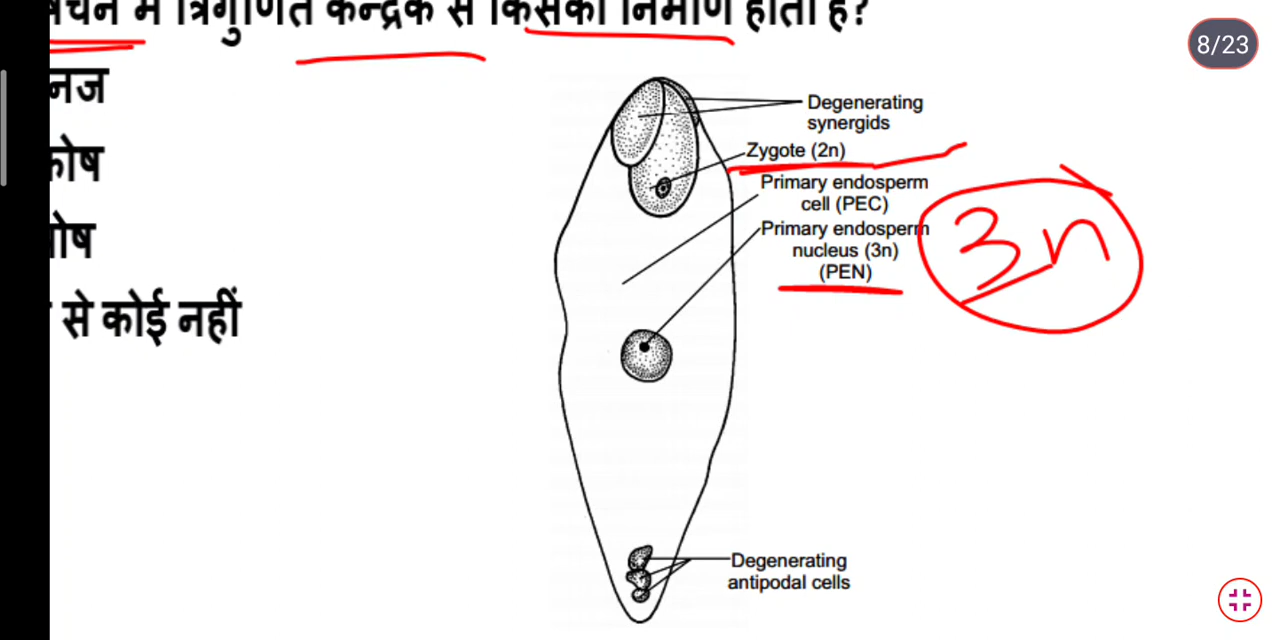 में त्रिगुणित केन्द्रक से किसका निर्माण होता है?
8/23
से कोई नहीं
Degenerating
synergids
Zygote (2n)
Primary endosperm
cell (PEC)
Primary endosperm
nucleus (3n)
(PEN)
3n
Degenerating
antipodal cells